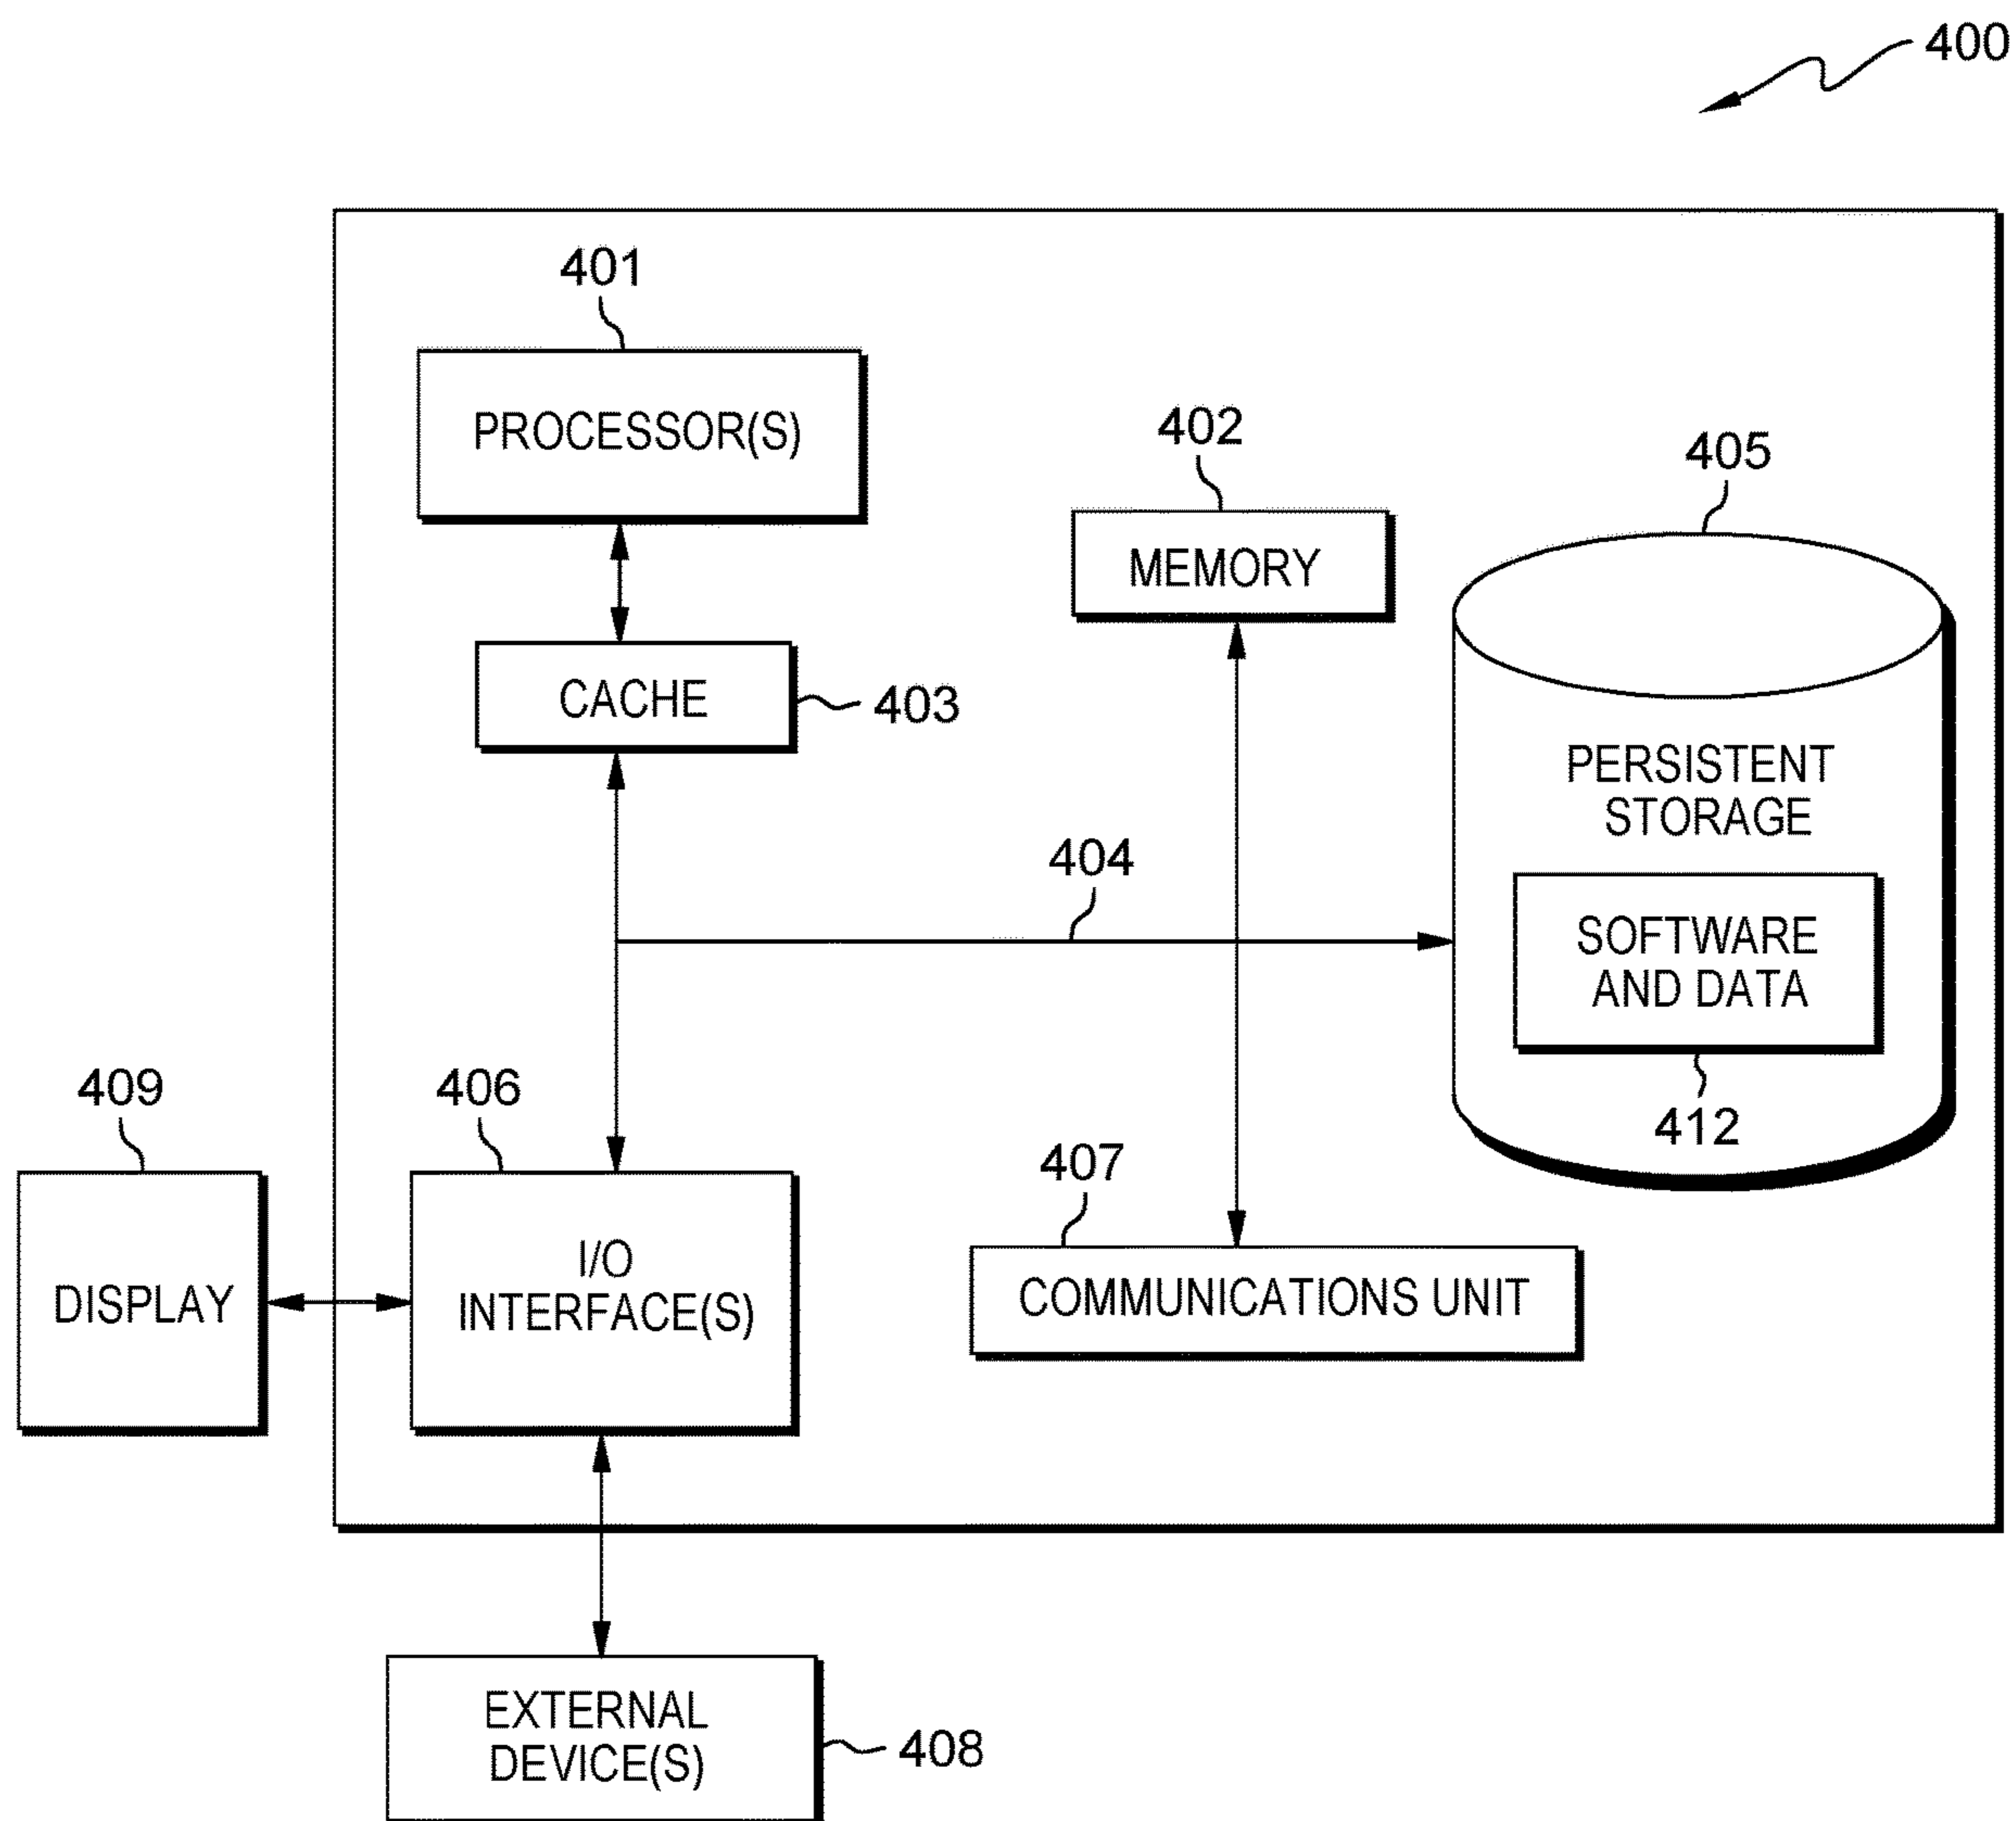 400
401
PROCESSOR(S)
402
MEMORY
405
CACHE
403
PERSISTENT
STORAGE
404
SOFTWARE
AND DATA
412
409
406
407
DISPLAY
I/O
INTERFACE(S)
COMMUNICATIONS UNIT
EXTERNAL
DEVICE(S)
408